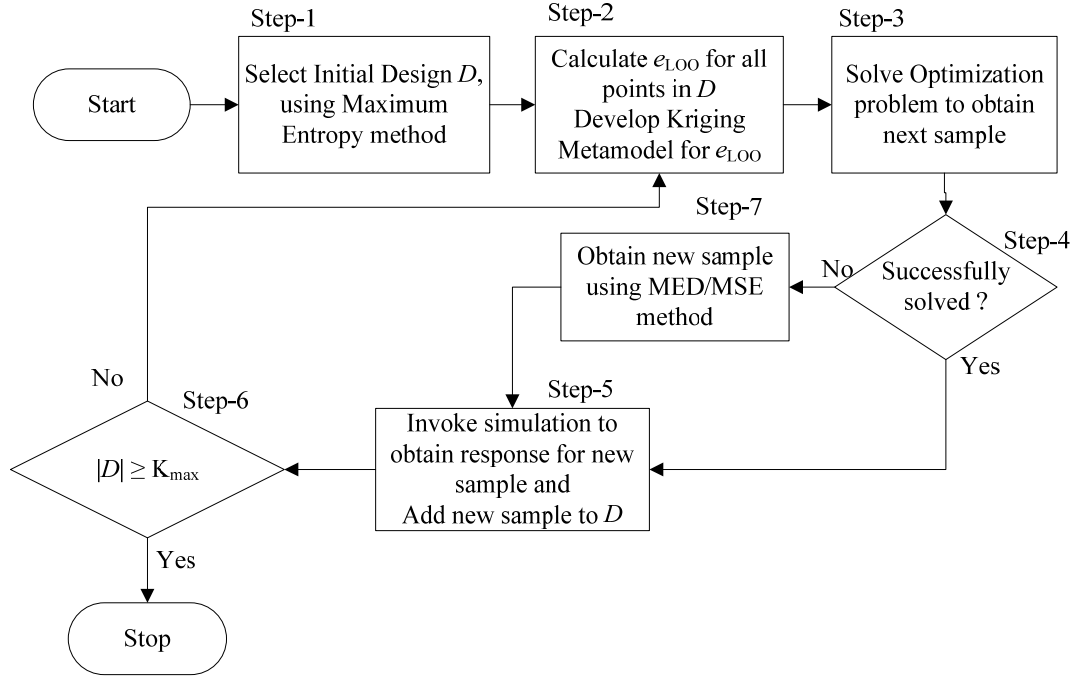 Step-1
Step-2
Step-3
Start
Select Initial Design D,
using Maximum
Entropy method
Calculate eLOO for all
points in D
Develop Kriging
Metamodel for eLOO
Solve Optimization
problem to obtain
next sample
Step-7
Step-4
Obtain new sample
using MED/MSE
method
No
Successfully
solved ?
Yes
No
Step-6
Step-5
|D| ≥ Kmax
Invoke simulation to
obtain response for new
sample and
Add new sample to D
Yes
Stop